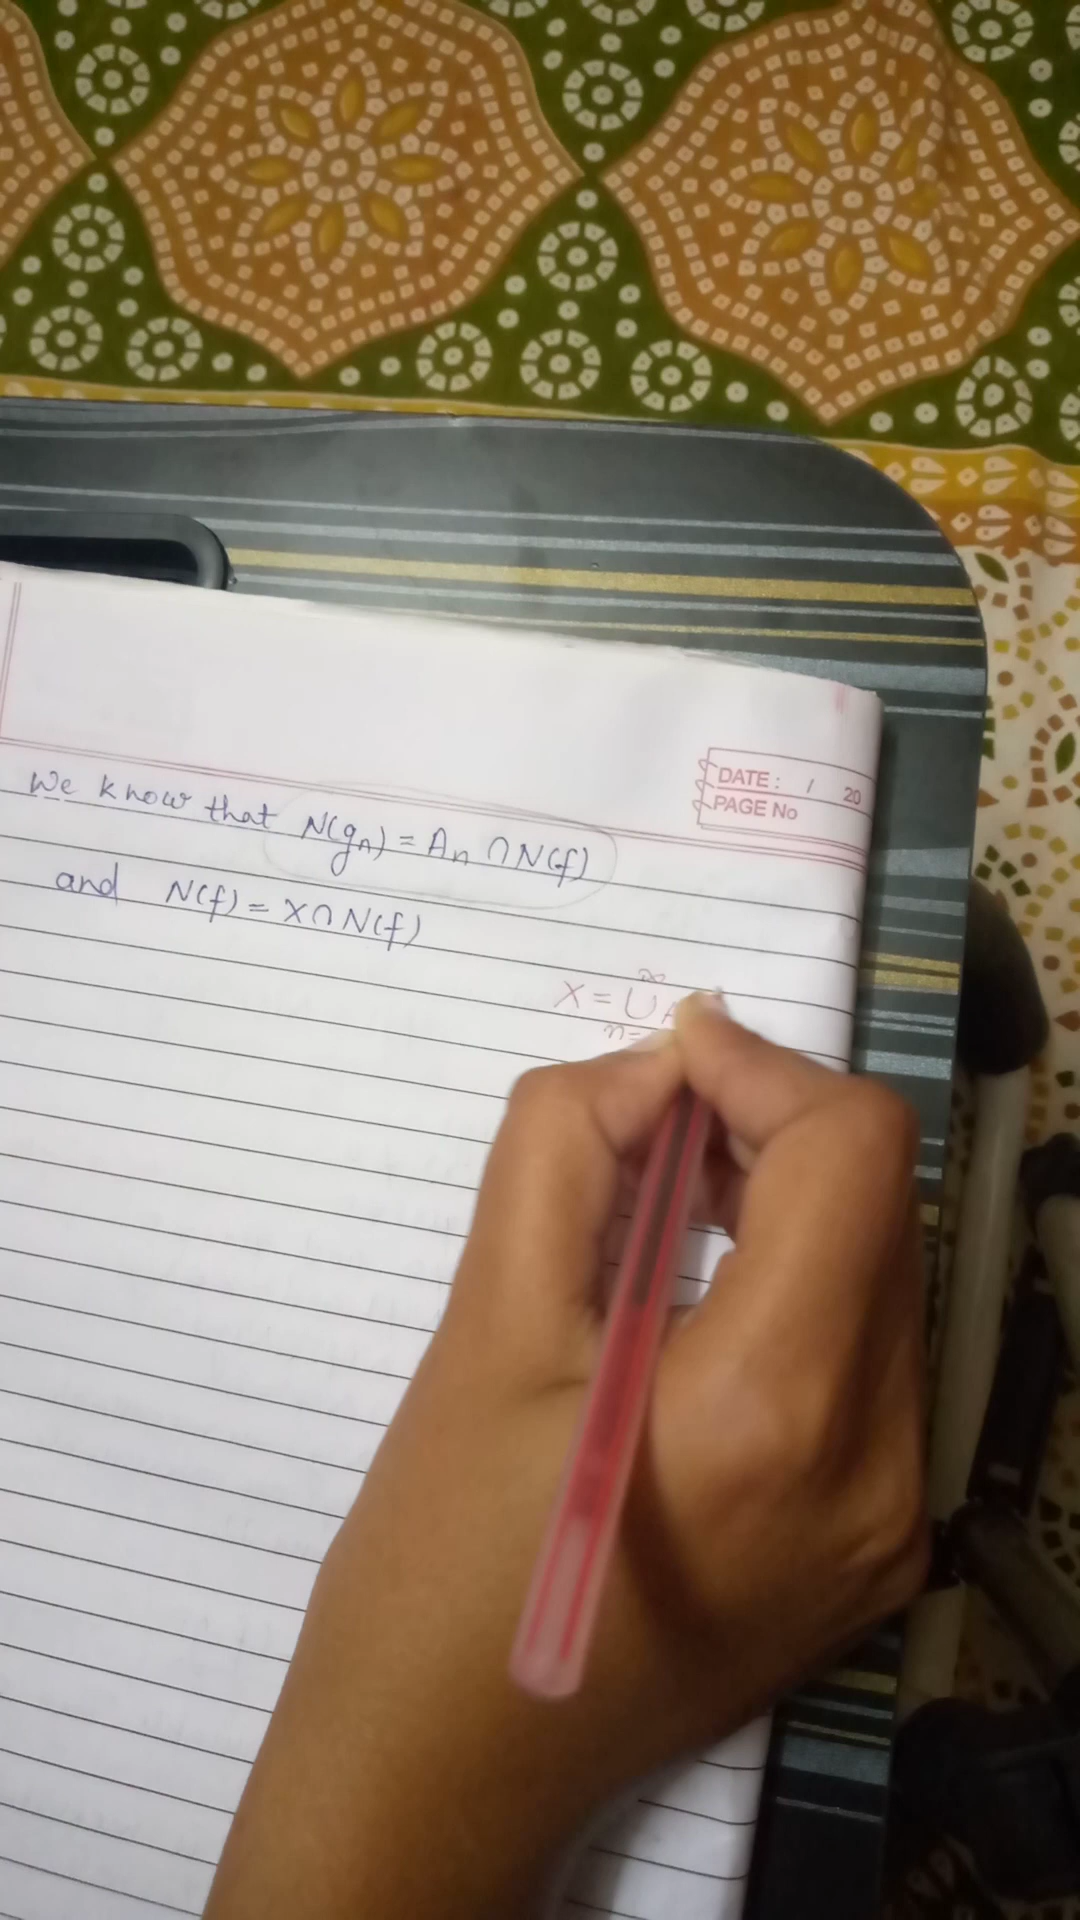 DATE: / 20
PAGE No
We know that N(gₙ) = Aₙ ∩ N(f)
and N(f) = X ∩ N(f)
∞
X = ∪ A
n=